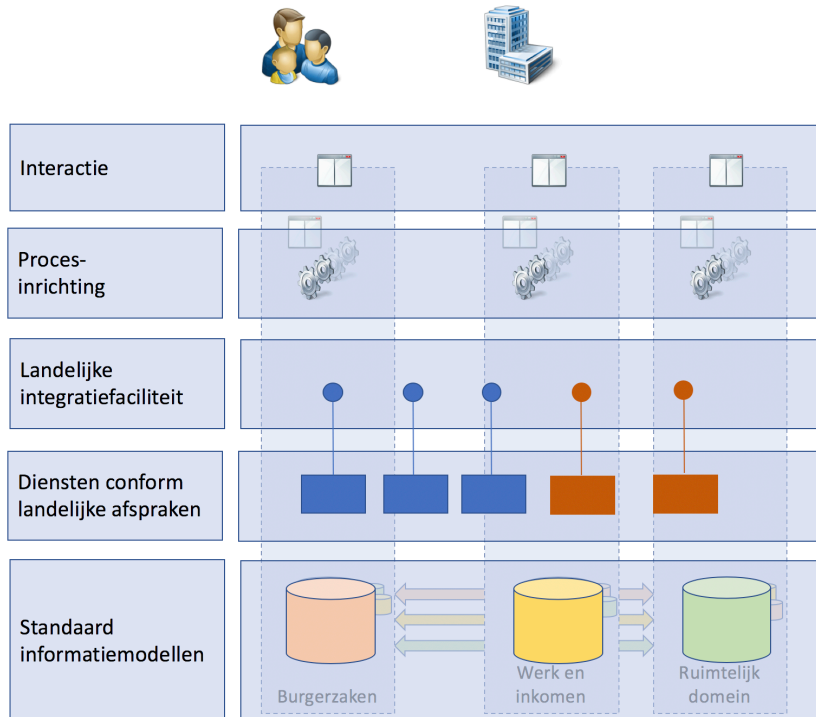 Interactie
Proces-
inrichting
Landelijke
integratiefaciliteit
Diensten conform
landelijke afspraken
Standaard
informatiemodellen
Burgerzaken
Werk en
inkomen
Ruimtelijk
domein